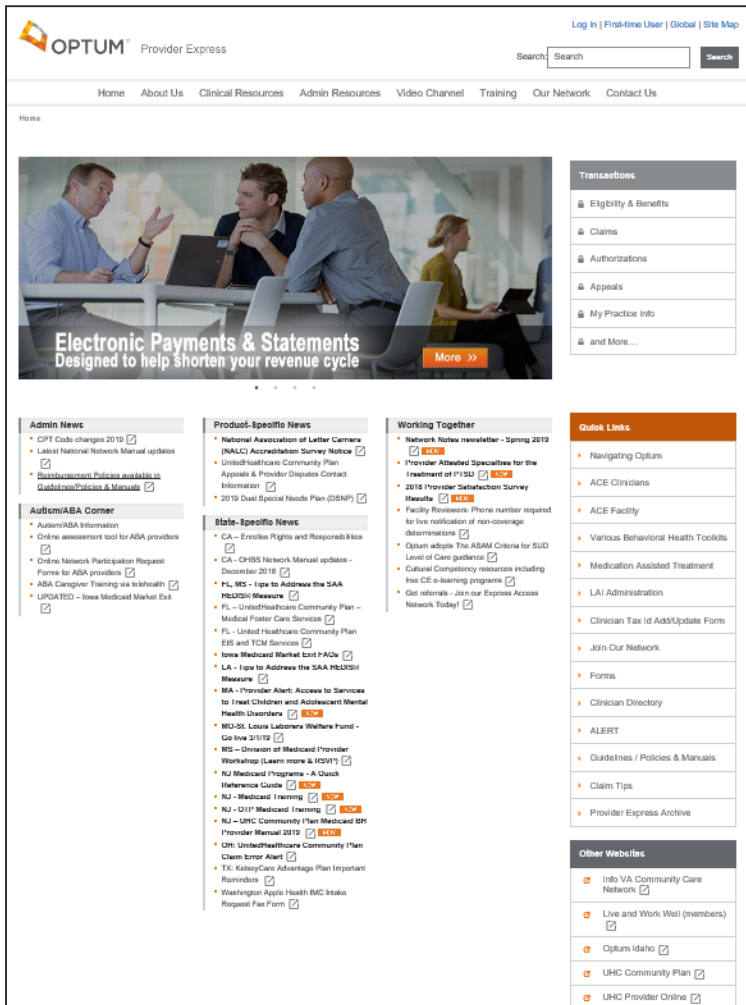 Log In | First-time User | Global | Site Map
OPTUM® Provider Express
Search: Search Search
Home About Us Clinical Resources Admin Resources Video Channel Training Our Network Contact Us
Home
Electronic Payments & Statements
Designed to help shorten your revenue cycle
More »
Transactions
Eligibility & Benefits
Claims
Authorizations
Appeals
My Practice Info
and More....
Admin News
CPT Code changes 2019
Latest National Network Manual updates
Reimbursement Policies available in
Guidelines/Policies & Manuals
Autism/ABA Corner
Autism/ABA Information
Online assessment tool for ABA providers
Online Network Participation Request
Forms for ABA providers
ABA Caregiver Training via telehealth
UPDATED – Iowa Medicaid Market Exit
Product-Specific News
National Association of Letter Carriers
(NALC) Accreditation Survey Notice
UnitedHealthcare Community Plan
Appeals & Provider Disputes Contact
Information
2019 Dual Special Needs Plan (DSNP)
State-Specific News
CA – Enrollee Rights and Responsibilities
CA - OHBS Network Manual updates -
December 2018
FL, MS - Tips to Address the SAA
HEDIS® Measure
FL – UnitedHealthcare Community Plan –
Medical Foster Care Services
FL - United Healthcare Community Plan
EIS and TCM Services
Iowa Medicaid Market Exit FAQs
LA - Tips to Address the SAA HEDIS®
Measure
MA - Provider Alert: Access to Services
to Treat Children and Adolescent Mental
Health Disorders NEW
MO-St. Louis Laborers Welfare Fund -
Go live 3/1/19
MS – Division of Medicaid Provider
Workshop (Learn more & RSVP)
NJ Medicaid Programs - A Quick
Reference Guide NEW
NJ - Medicaid Training NEW
NJ - OTP Medicaid Training NEW
NJ – UHC Community Plan Medicaid BH
Provider Manual 2019 NEW
OH: UnitedHealthcare Community Plan
Claim Error Alert
TX: KelseyCare Advantage Plan Important
Reminders
Washington Apple Health IMC Intake
Request Fax Form
Working Together
Network Notes newsletter - Spring 2019
NEW
Provider Attested Specialties for the
Treatment of PTSD NEW
2018 Provider Satisfaction Survey
Results NEW
Facility Reviewers: Phone number required
for live notification of non-coverage
determinations
Optum adopts The ASAM Criteria for SUD
Level of Care guidance
Cultural Competency resources including
free CE e-learning programs
Get referrals - Join our Express Access
Network Today!
Quick Links
Navigating Optum
ACE Clinicians
ACE Facility
Various Behavioral Health Toolkits
Medication Assisted Treatment
LAI Administration
Clinician Tax Id Add/Update Form
Join Our Network
Forms
Clinician Directory
ALERT
Guidelines / Policies & Manuals
Claim Tips
Provider Express Archive
Other Websites
Info VA Community Care
Network
Live and Work Well (members)
Optum Idaho
UHC Community Plan
UHC Provider Online